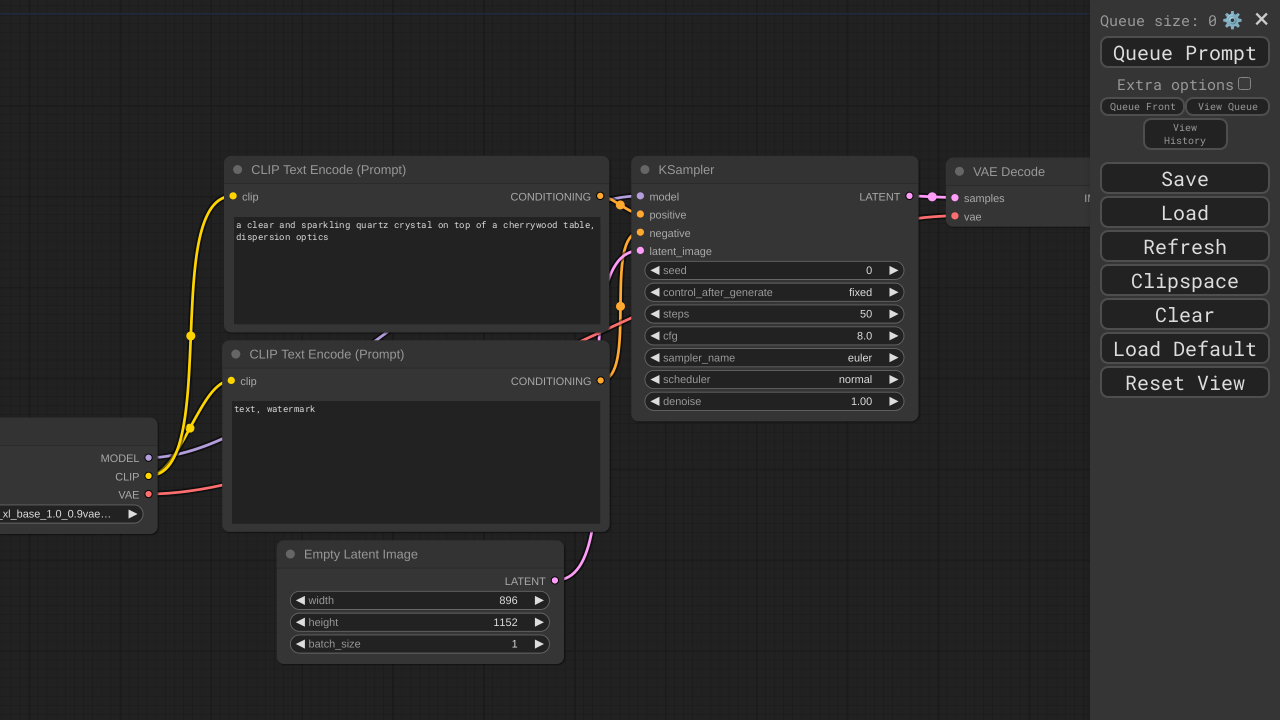 Queue size: 0
Queue Prompt
Extra options
Queue Front
View Queue
View
History
Save
Load
Refresh
Clipspace
Clear
Load Default
Reset View
CLIP Text Encode (Prompt)
clip
CONDITIONING
a clear and sparkling quartz crystal on top of a cherrywood table,
dispersion optics
CLIP Text Encode (Prompt)
clip
CONDITIONING
text, watermark
MODEL
CLIP
VAE
_xl_base_1.0_0.9vae…
Empty Latent Image
LATENT
width 896
height 1152
batch_size 1
KSampler
model LATENT
positive
negative
latent_image
seed 0
control_after_generate fixed
steps 50
cfg 8.0
sampler_name euler
scheduler normal
denoise 1.00
VAE Decode
samples
vae